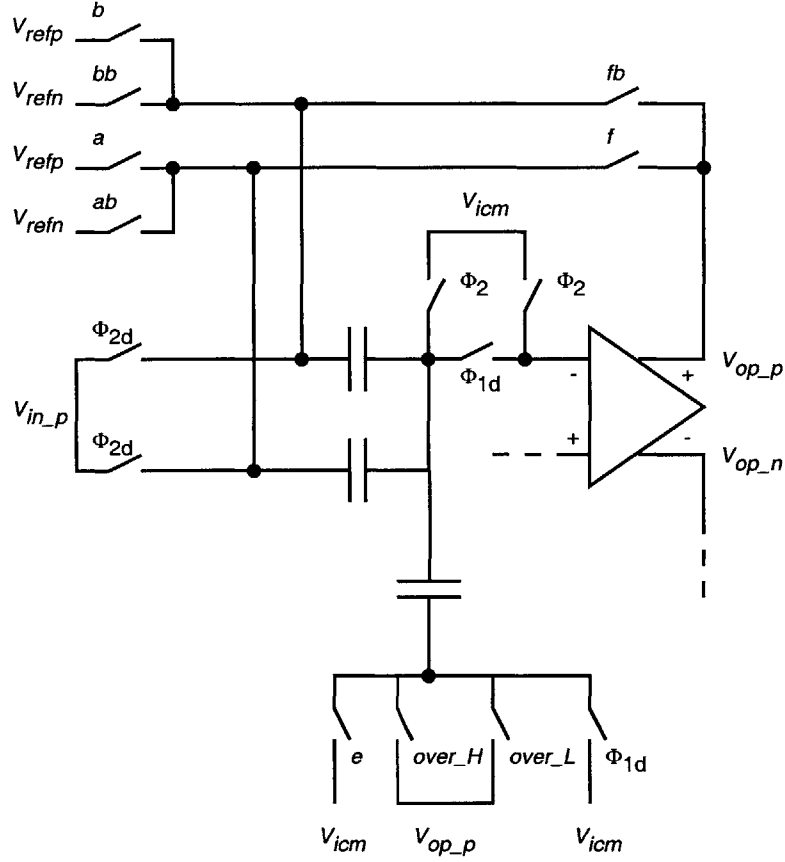 b
V_refp
bb
fb
V_refn
a
f
V_refp
ab
V_icm
V_refn
Φ2 Φ2
Φ2d
Φ1d
- +
V_op_p
V_in_p
Φ2d
+ -
V_op_n
e over_H over_L Φ1d
V_icm V_op_p V_icm